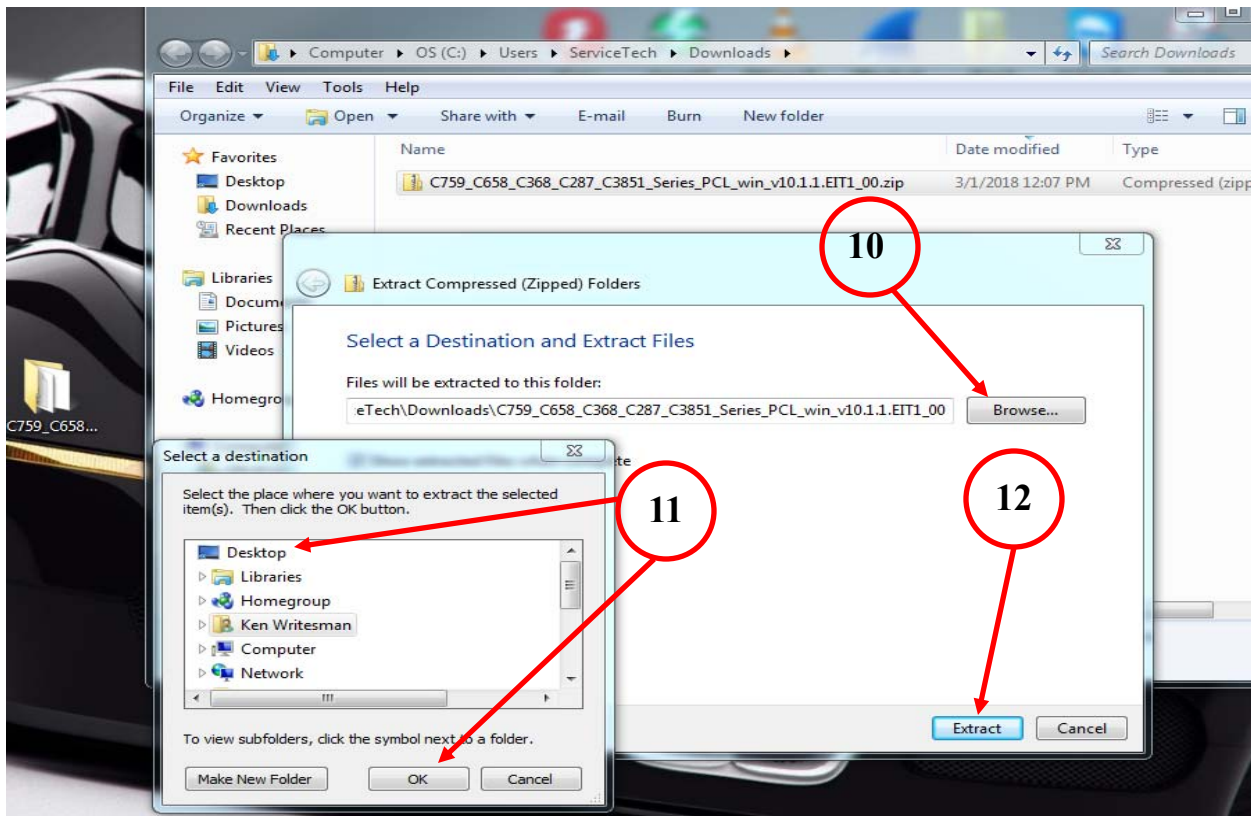 Computer ▸ OS (C:) ▸ Users ▸ ServiceTech ▸ Downloads ▸
Search Downloads
File Edit View Tools Help
Organize Open Share with E-mail Burn New folder
Favorites
Desktop
Downloads
Recent Places
Libraries
Docum
Pictures
Videos
Homegro
Name Date modified Type
C759_C658_C368_C287_C3851_Series_PCL_win_v10.1.1.EIT1_00.zip 3/1/2018 12:07 PM Compressed (zipp
10
Extract Compressed (Zipped) Folders
Select a Destination and Extract Files
Files will be extracted to this folder:
eTech\Downloads\C759_C658_C368_C287_C3851_Series_PCL_win_v10.1.1.EIT1_00 Browse...
C759_C658...
Select a destination
Select the place where you want to extract the selected
item(s). Then click the OK button.
11
12
Desktop
Libraries
Homegroup
Ken Writesman
Computer
Network
To view subfolders, click the symbol next to a folder.
Make New Folder OK Cancel
Extract Cancel